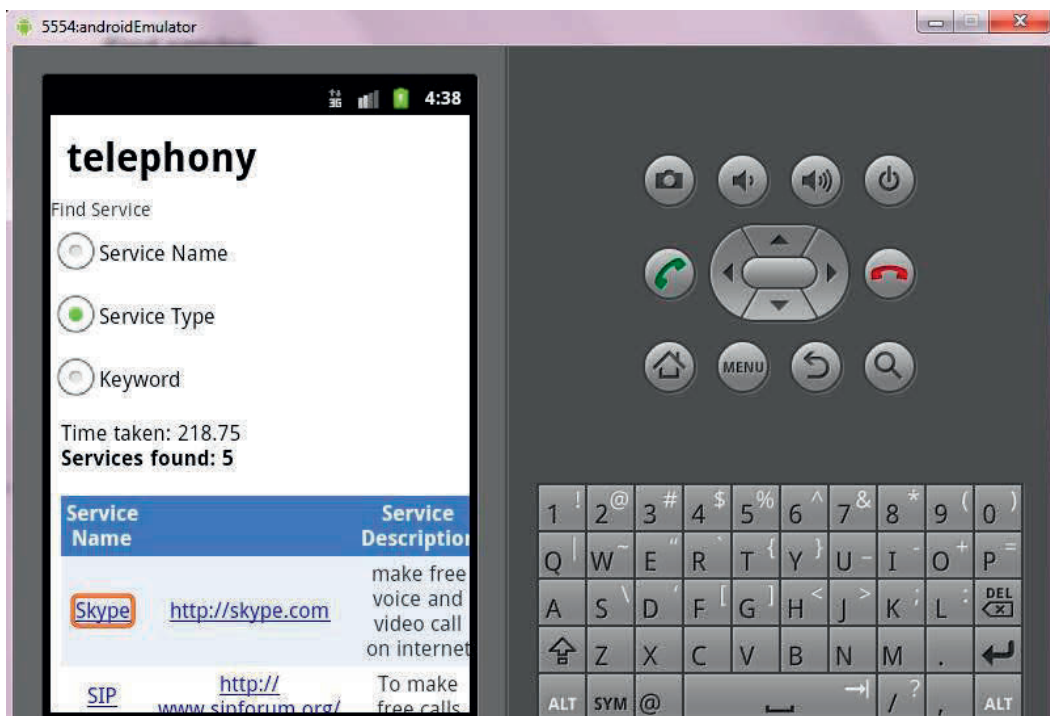 5554:androidEmulator
3G 4:38
telephony
Find Service
Service Name
Service Type
Keyword
Time taken: 218.75
Services found: 5
Service Name
Service Description
Skype
http://skype.com
make free
voice and
video call
on internet
SIP
http://
www.sipforum.org/
To make
free calls
MENU
1 ! 2 @ 3 # 4 $ 5 % 6 ^ 7 & 8 * 9 ( 0 )
Q | W ~ E " R ` T { Y } U - I - O + P =
A S \ D ' F [ G ] H < J > K ; L : DEL
Z X C V B N M .
ALT SYM @ / ? , ALT